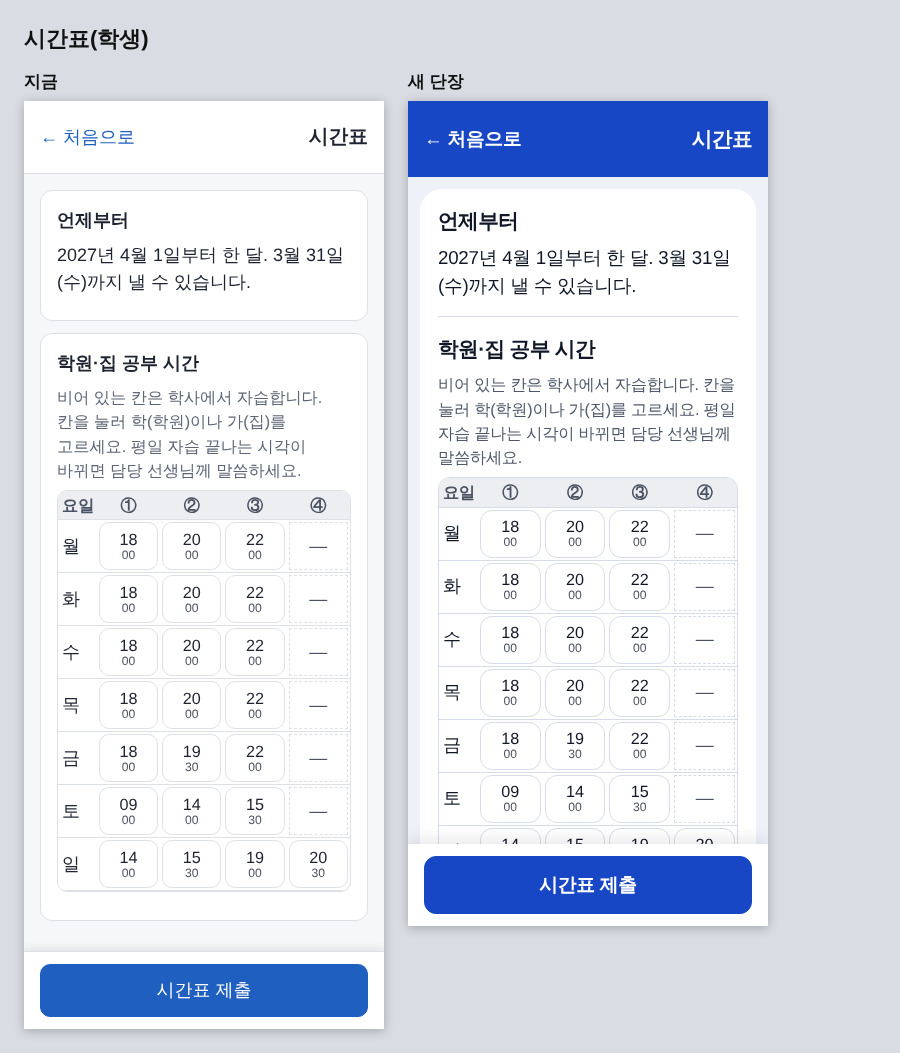 시간표(학생)
지금
← 처음으로
시간표
언제부터
2027년 4월 1일부터 한 달. 3월 31일
(수)까지 낼 수 있습니다.
학원·집 공부 시간
비어 있는 칸은 학사에서 자습합니다.
칸을 눌러 학(학원)이나 가(집)를
고르세요. 평일 자습 끝나는 시각이
바뀌면 담당 선생님께 말씀하세요.
요일 ① ② ③ ④
월 18 00 20 00 22 00 —
화 18 00 20 00 22 00 —
수 18 00 20 00 22 00 —
목 18 00 20 00 22 00 —
금 18 00 19 30 22 00 —
토 09 00 14 00 15 30 —
일 14 00 15 30 19 00 20 30
시간표 제출
새 단장
← 처음으로
시간표
언제부터
2027년 4월 1일부터 한 달. 3월 31일
(수)까지 낼 수 있습니다.
학원·집 공부 시간
비어 있는 칸은 학사에서 자습합니다. 칸을
눌러 학(학원)이나 가(집)를 고르세요. 평일
자습 끝나는 시각이 바뀌면 담당 선생님께
말씀하세요.
요일 ① ② ③ ④
월 18 00 20 00 22 00 —
화 18 00 20 00 22 00 —
수 18 00 20 00 22 00 —
목 18 00 20 00 22 00 —
금 18 00 19 30 22 00 —
토 09 00 14 00 15 30 —
시간표 제출